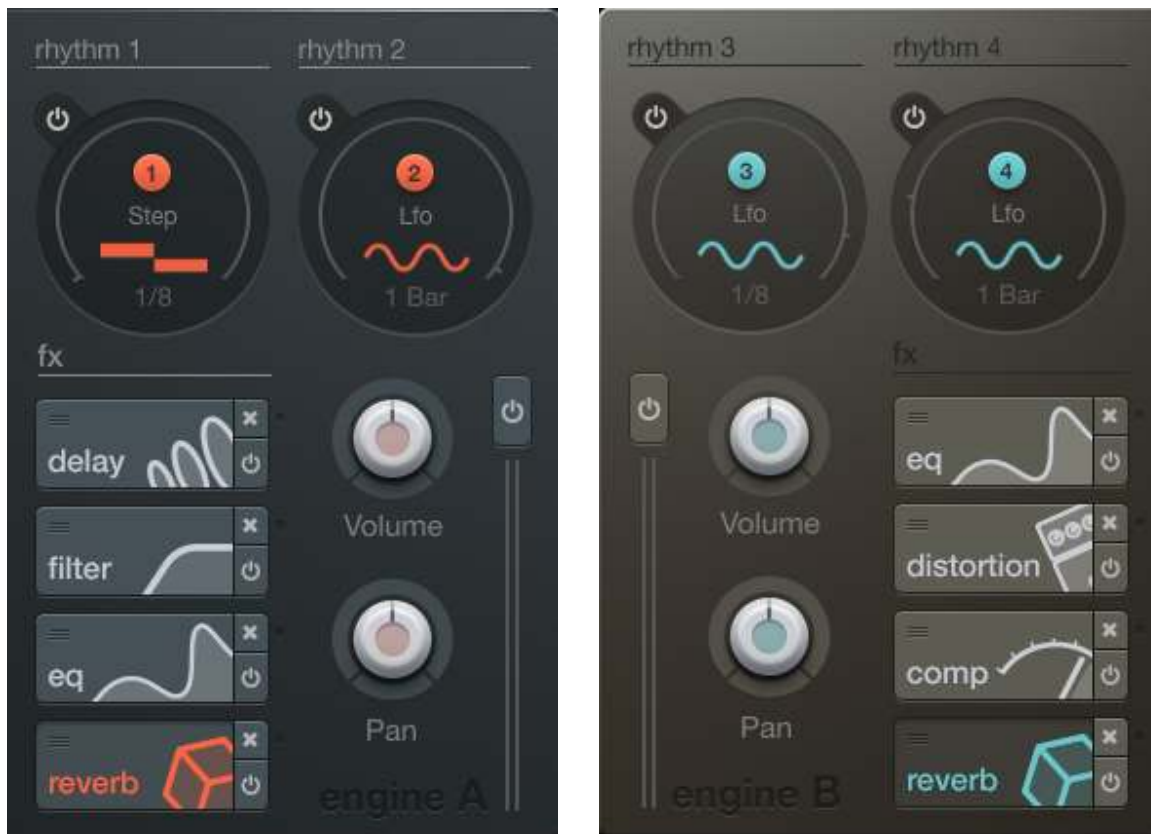 rhythm 1
rhythm 2
1
Step
1/8
2
Lfo
1 Bar
fx
delay
filter
eq
reverb
Volume
Pan
engine A
rhythm 3
rhythm 4
3
Lfo
1/8
4
Lfo
1 Bar
Volume
Pan
engine B
fx
eq
distortion
comp
reverb